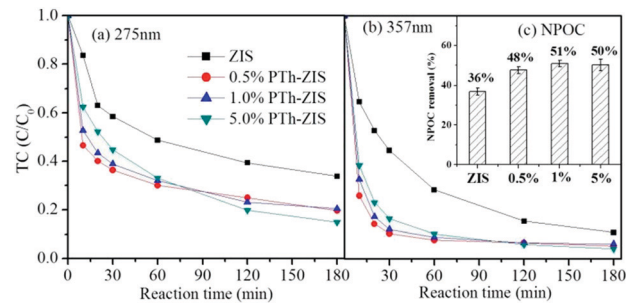 (a) 275nm
ZIS
0.5% PTh-ZIS
1.0% PTh-ZIS
5.0% PTh-ZIS
TC (C/C0)
1.0
0.8
0.6
0.4
0.2
0.0
0 30 60 90 120 150 180
Reaction time (min)
(b) 357nm
0 30 60 90 120 150 180
Reaction time (min)
(c) NPOC
NPOC removal (%)
60
40
20
0
36% 48% 51% 50%
ZIS 0.5% 1% 5%